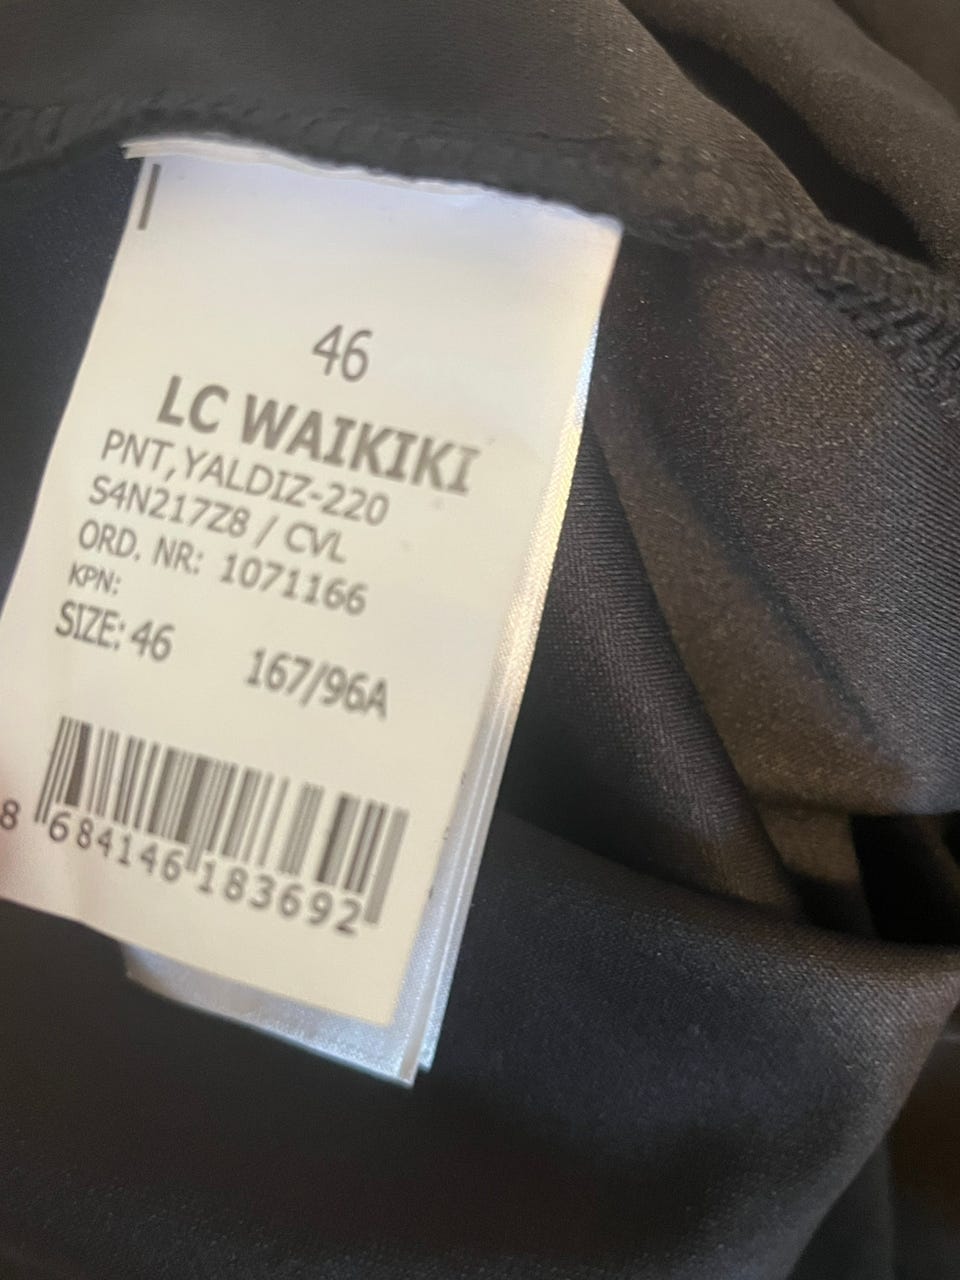 46
LC WAIKIKI
PNT,YALDIZ-220
S4N217Z8 / CVL
ORD. NR: 1071166
KPN:
SIZE: 46 167/96A
8 684146 183692